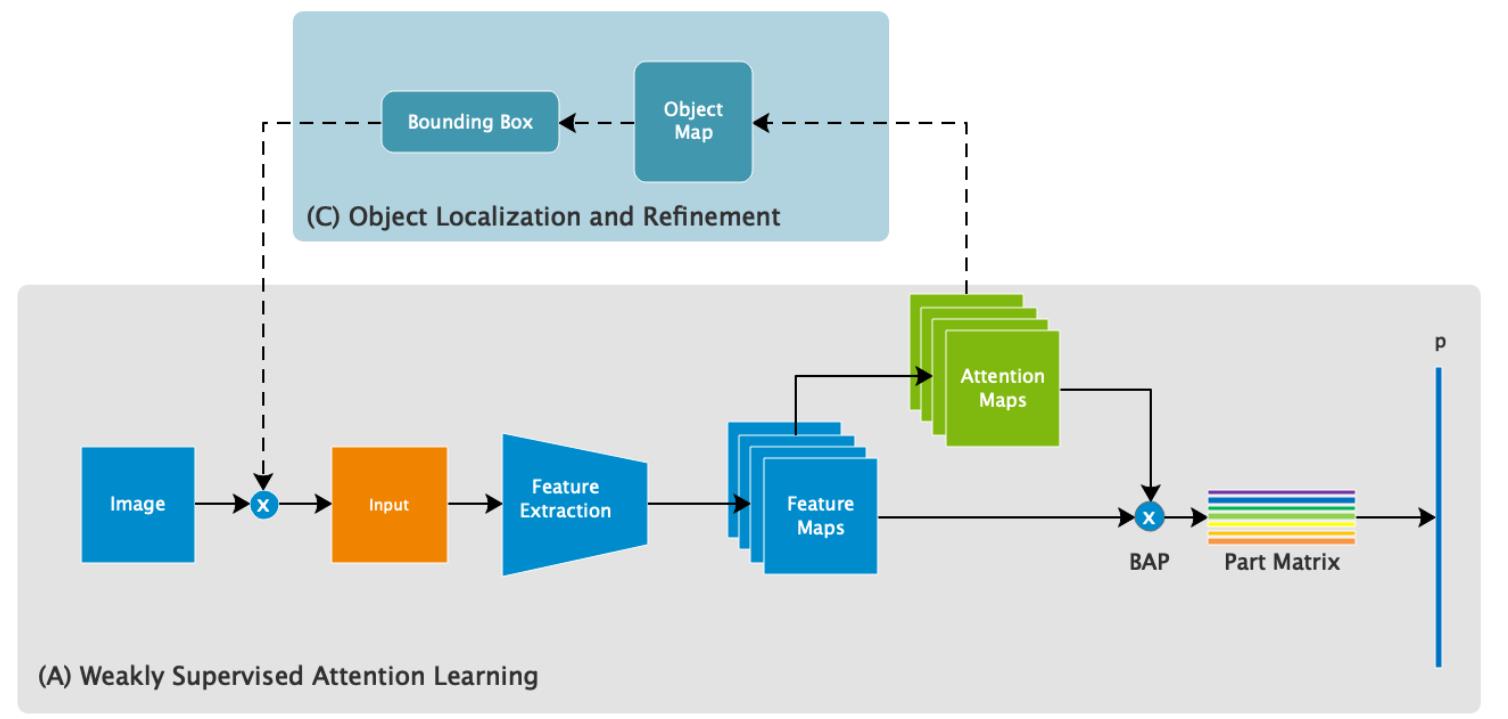 Bounding Box
Object
Map
(C) Object Localization and Refinement
p
Attention
Maps
Image
x
Input
Feature
Extraction
Feature
Maps
x
BAP
Part Matrix
(A) Weakly Supervised Attention Learning